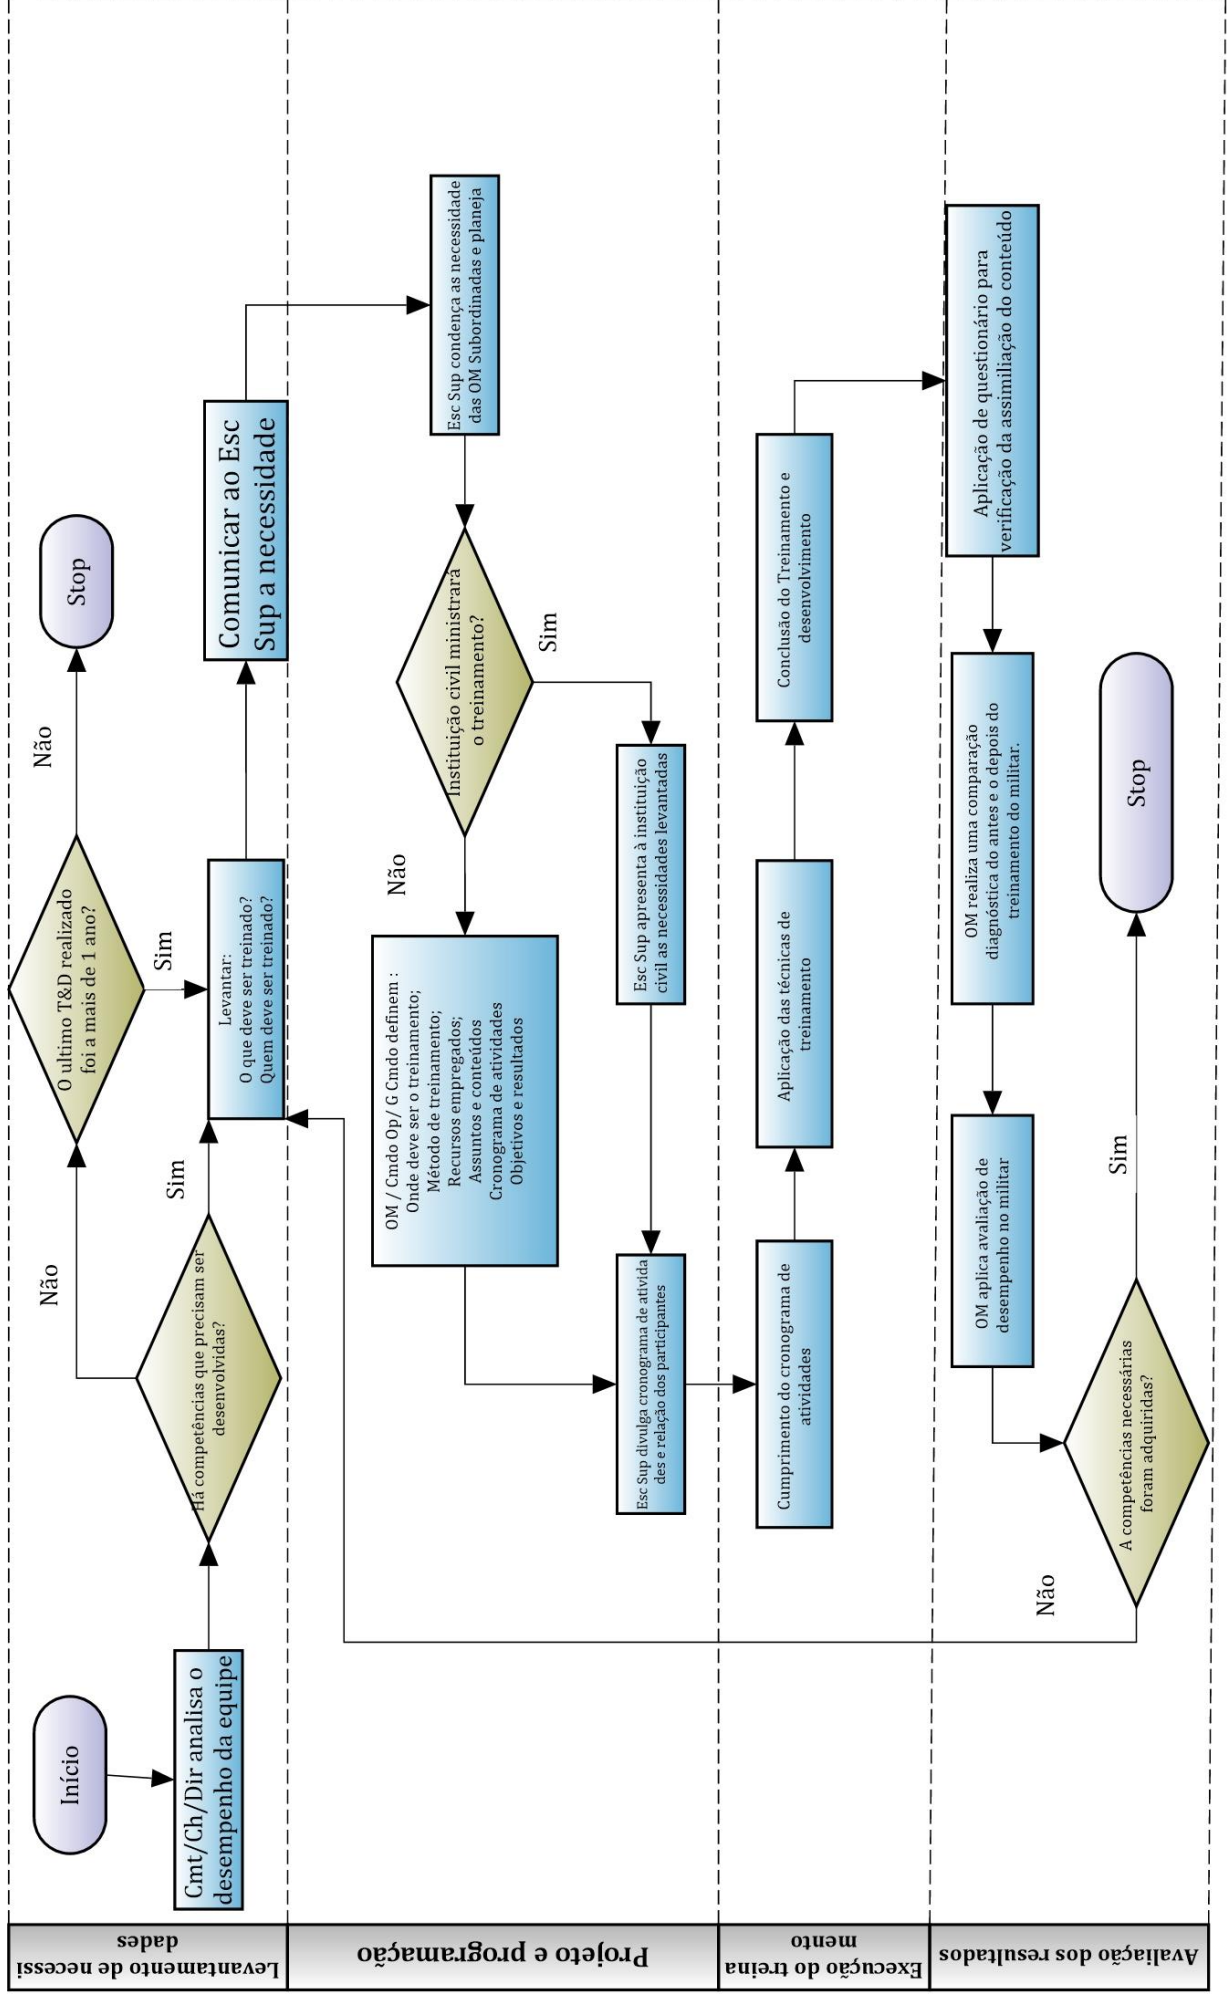 Levantamento de necessi
dades
Início
Cmt/Ch/Dir analisa o
desempenho da equipe
Há competências que precisam ser
desenvolvidas?
Não
Sim
O ultimo T&D realizado
foi a mais de 1 ano?
Não
Sim
Stop
Levantar:
O que deve ser treinado?
Quem deve ser treinado?
Comunicar ao Esc
Sup a necessidade
Projeto e programação
Esc Sup condença as necessidade
das OM Subordinadas e planeja
Instituição civil ministrará
o treinamento?
Não
Sim
OM / Cmdo Op/ G Cmdo definem :
Onde deve ser o treinamento;
Método de treinamento;
Recursos empregados;
Assuntos e conteúdos
Cronograma de atividades
Objetivos e resultados
Esc Sup apresenta à instituição
civil as necessidades levantadas
Esc Sup divulga cronograma de ativida
des e relação dos participantes
Execução do treina
mento
Cumprimento do cronograma de
atividades
Aplicação das técnicas de
treinamento
Conclusão do Treinamento e
desenvolvimento
Avaliação dos resultados
Aplicação de questionário para
verificação da assimiliação do conteúdo
OM realiza uma comparação
diagnóstica do antes e o depois do
treinamento do militar.
OM aplica avaliação de
desempenho no militar
A competências necessárias
foram adquiridas?
Não
Sim
Stop